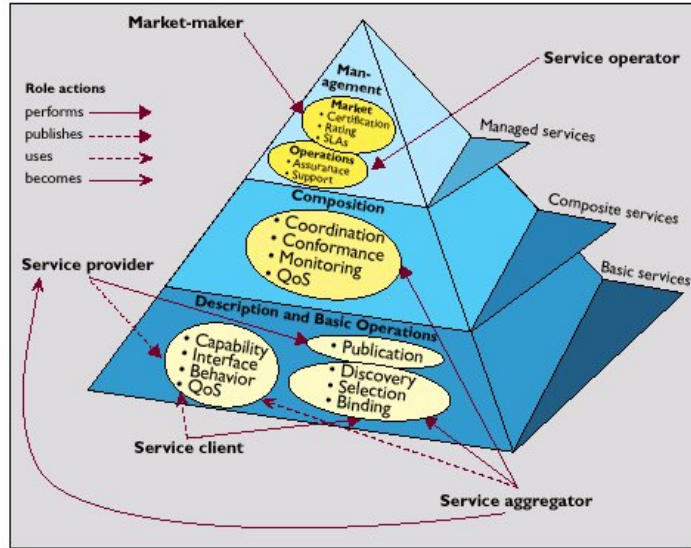 Market-maker
Service operator
Role actions
performs
publishes
uses
becomes
Man-
agement
Market
• Certification
• Rating
• SLAs
Operations
• Assuranace
• Support
Managed services
Composition
• Coordination
• Conformance
• Monitoring
• QoS
Composite services
Service provider
Basic services
Description and Basic Operations
• Capability
• Interface
• Behavior
• QoS
• Publication
• Discovery
• Selection
• Binding
Service client
Service aggregator